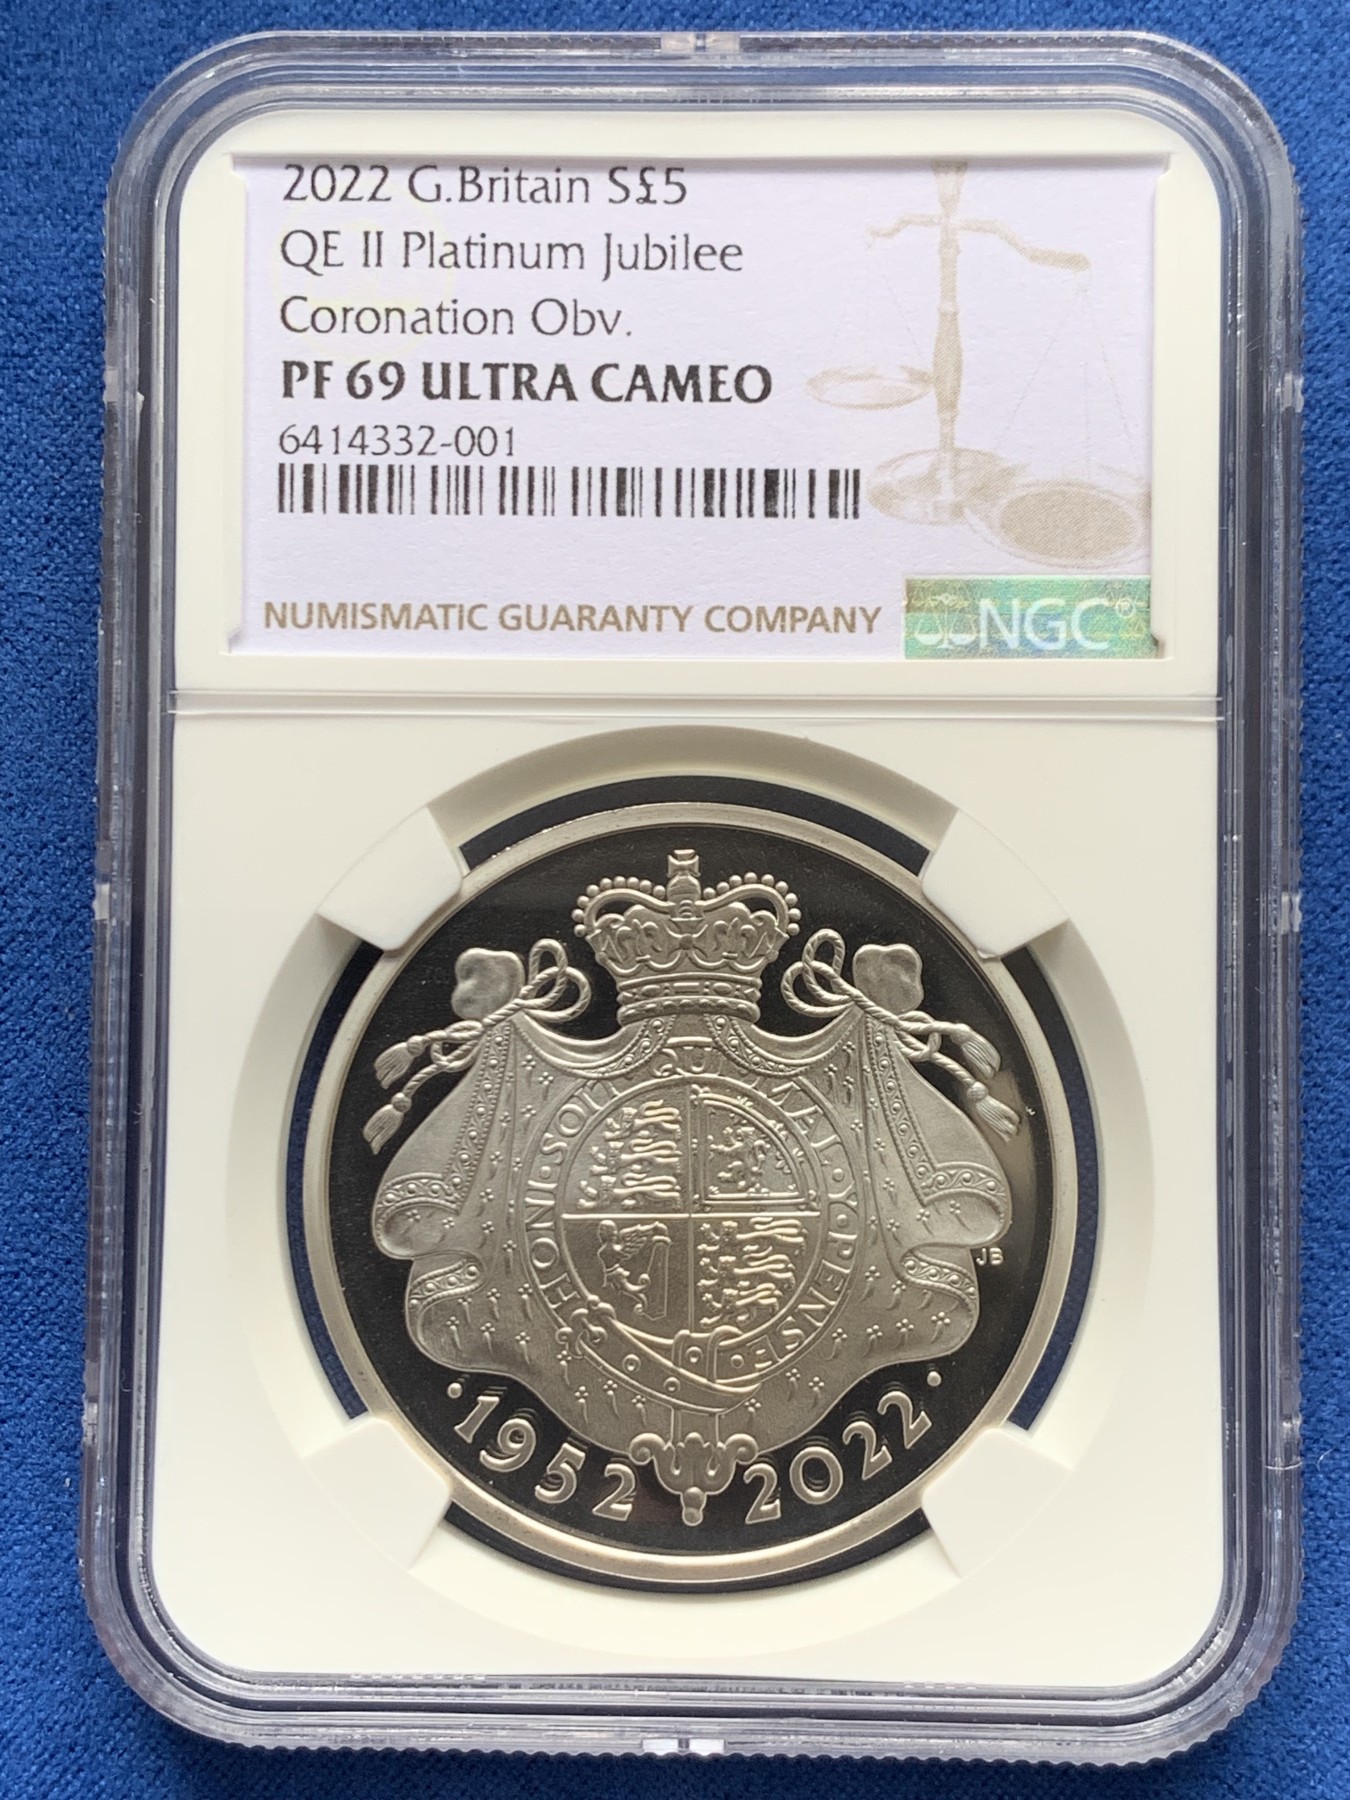 2022 G.Britain S£5
QE II Platinum Jubilee
Coronation Obv.
PF 69 ULTRA CAMEO
6414332-001
NUMISMATIC GUARANTY COMPANY
NGC®
HONI · SOIT QUI MAL · Y · PENSE
JB
· 1952 2022 ·